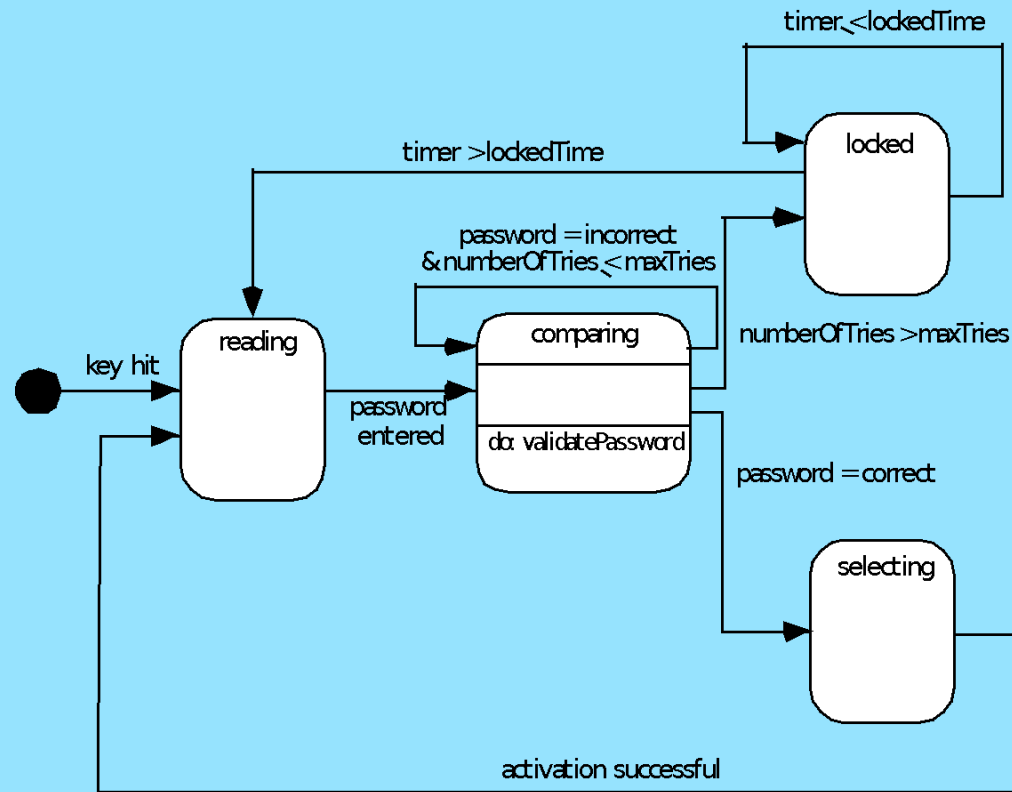 timer < lockedTime
locked
timer > lockedTime
password = incorrect
& numberOfTries < maxTries
reading
comparing
numberOfTries > maxTries
key hit
password
entered
do: validatePassword
password = correct
selecting
activation successful